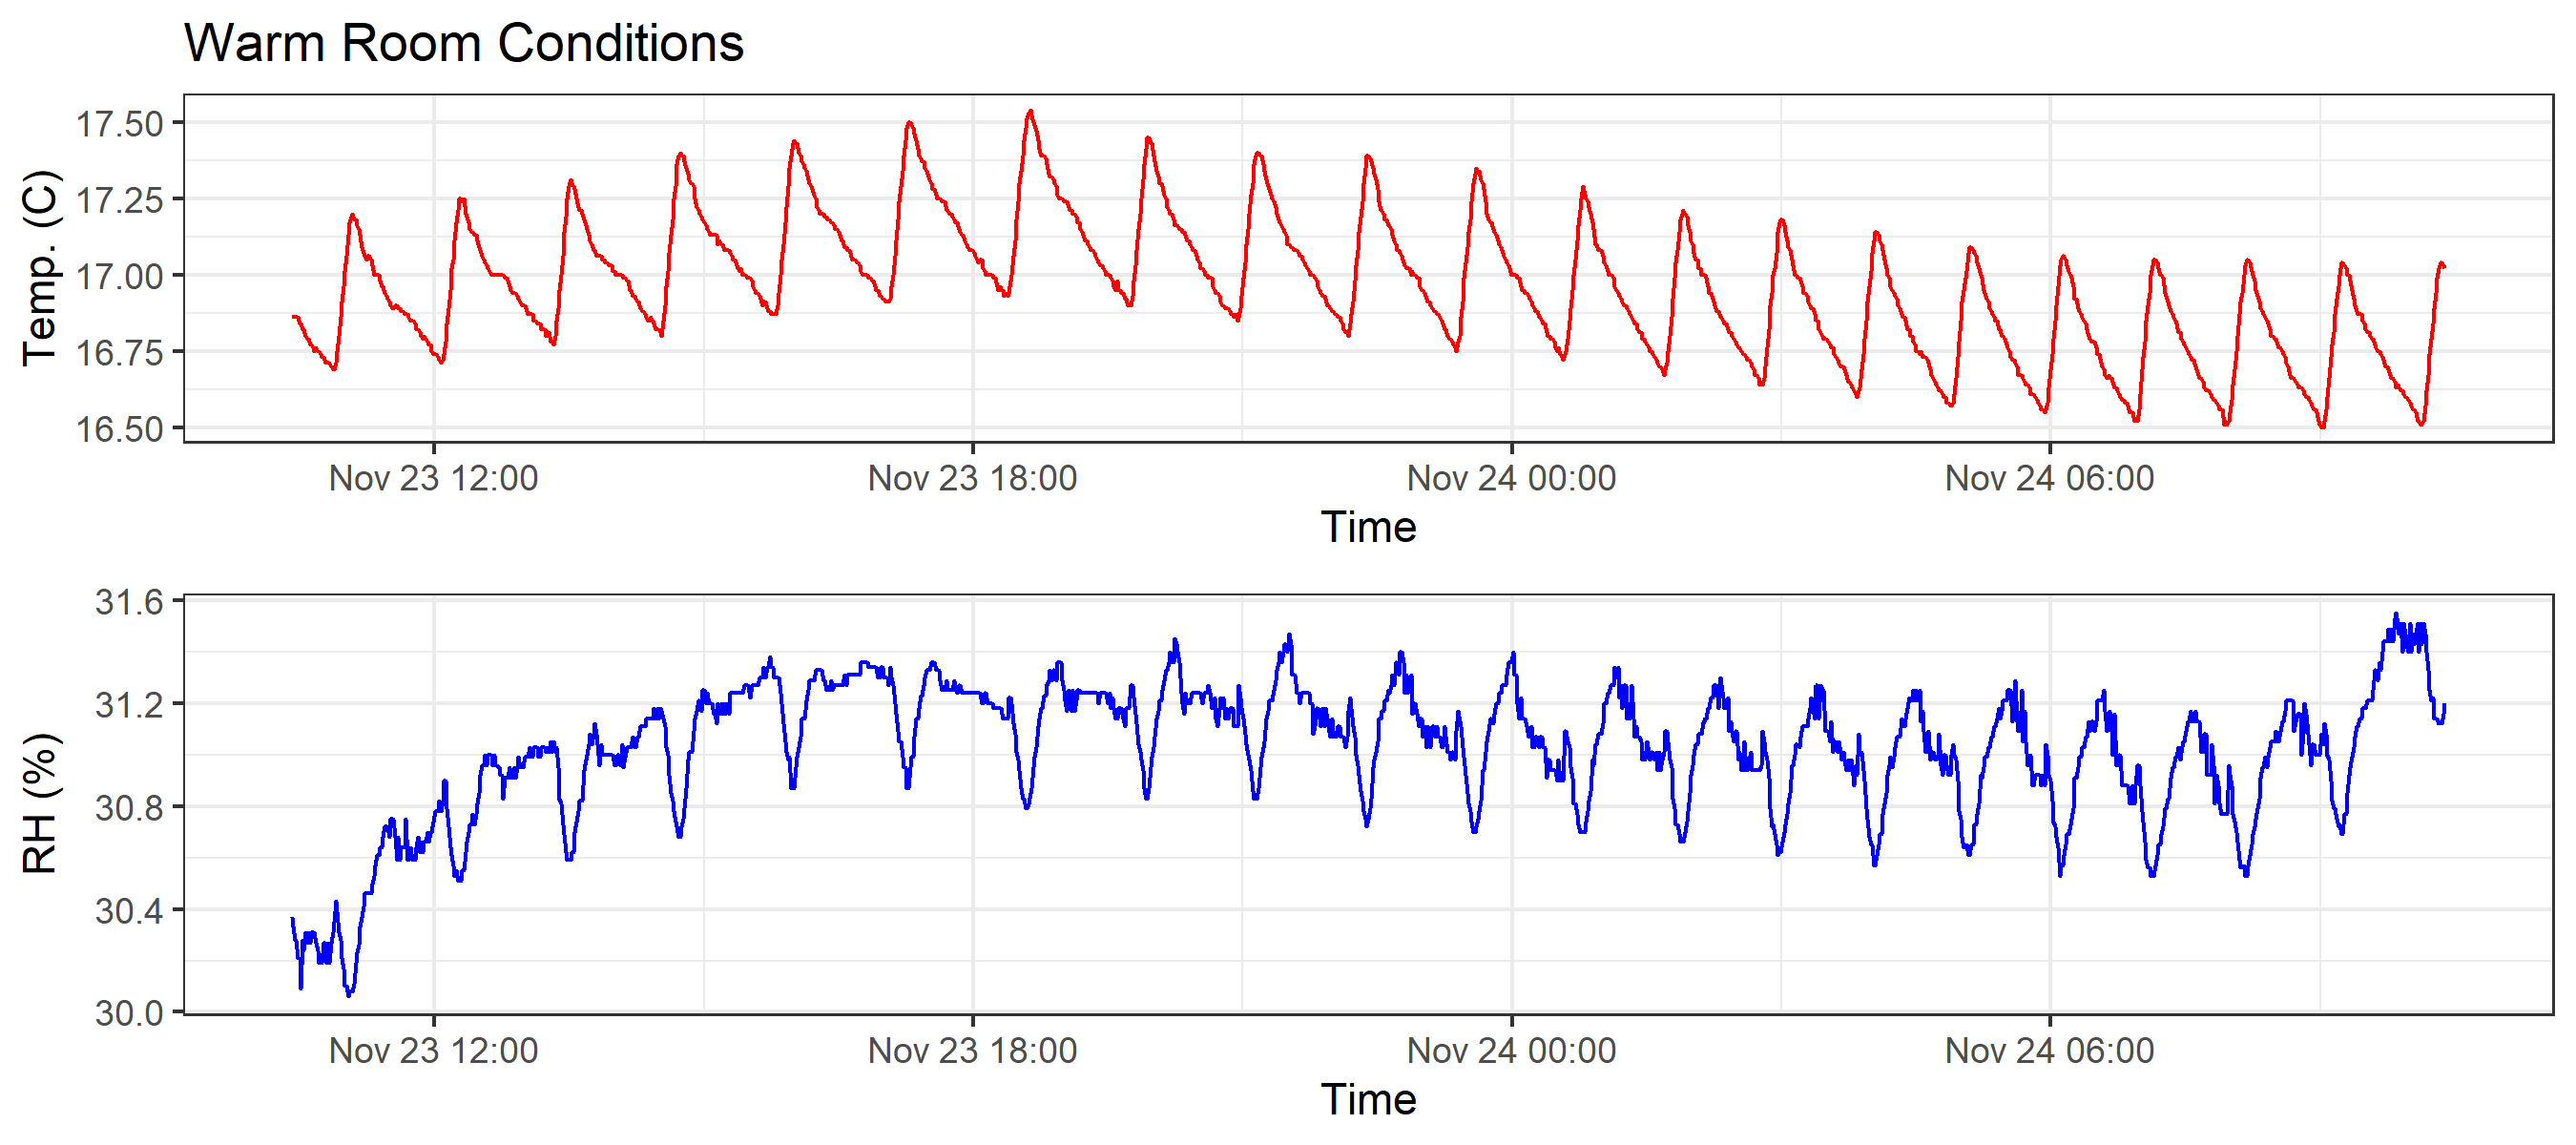 Warm Room Conditions
Temp. (C)
17.50
17.25
17.00
16.75
16.50
Nov 23 12:00 Nov 23 18:00 Nov 24 00:00 Nov 24 06:00
Time
RH (%)
31.6
31.2
30.8
30.4
30.0
Nov 23 12:00 Nov 23 18:00 Nov 24 00:00 Nov 24 06:00
Time